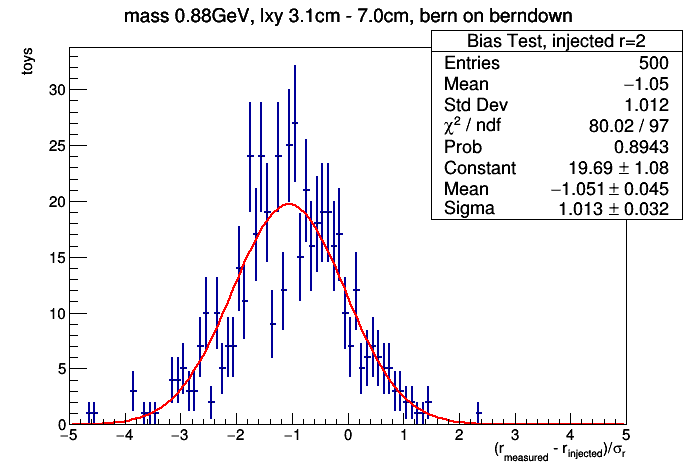 mass 0.88GeV, lxy 3.1cm - 7.0cm, bern on berndown
Bias Test, injected r=2
Entries 500
Mean −1.05
Std Dev 1.012
χ² / ndf 80.02 / 97
Prob 0.8943
Constant 19.69 ± 1.08
Mean −1.051 ± 0.045
Sigma 1.013 ± 0.032
toys
30
25
20
15
10
5
0
−5 −4 −3 −2 −1 0 1 2 3 4 5
(r_measured - r_injected)/σ_r